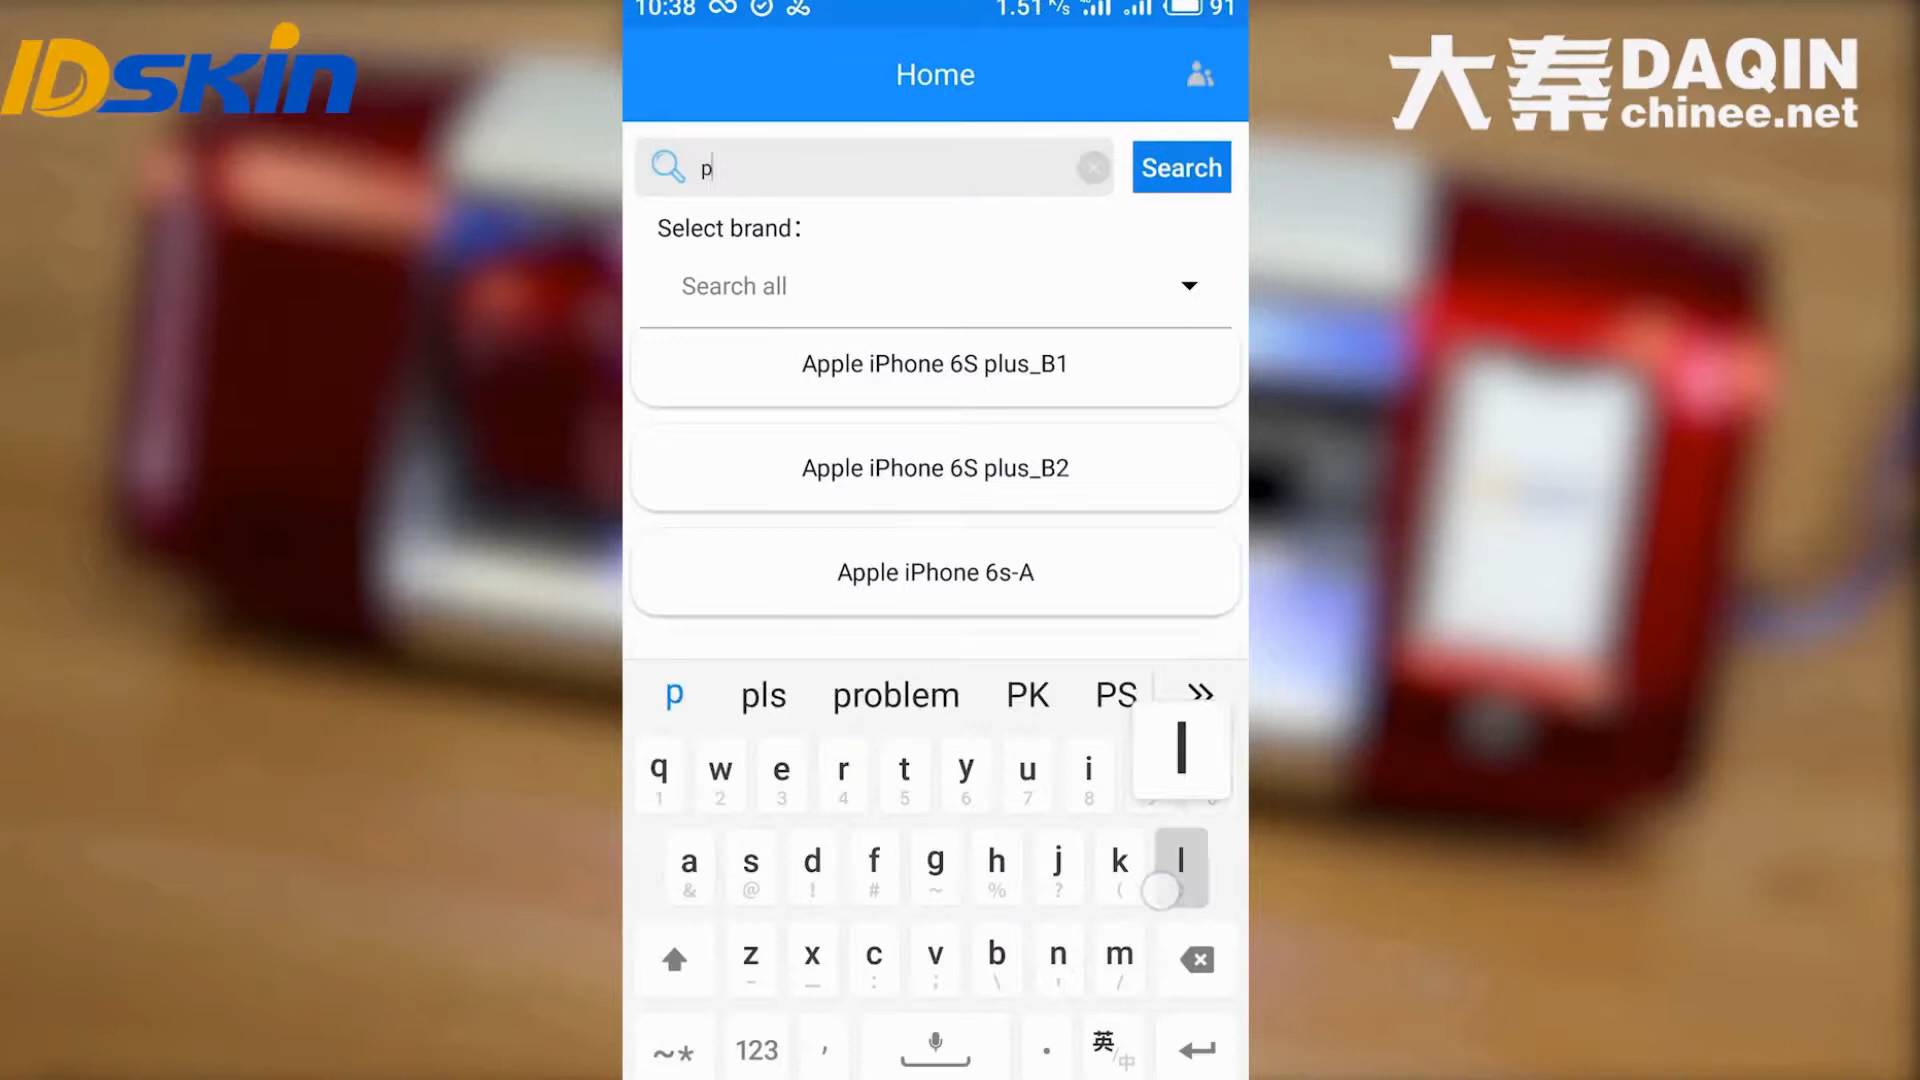 IDSkin
大秦 DAQIN
chinee.net
10:38
1.51 K/s
91
Home
p
Search
Select brand：
Search all
Apple iPhone 6S plus_B1
Apple iPhone 6S plus_B2
Apple iPhone 6s-A
p pls problem PK PS »
l
q w e r t y u i
1 2 3 4 5 6 7 8
a s d f g h j k l
& @ ! # ~ % ? (
z x c v b n m
- _ : ; \ ' /
~* 123 , . 英/中